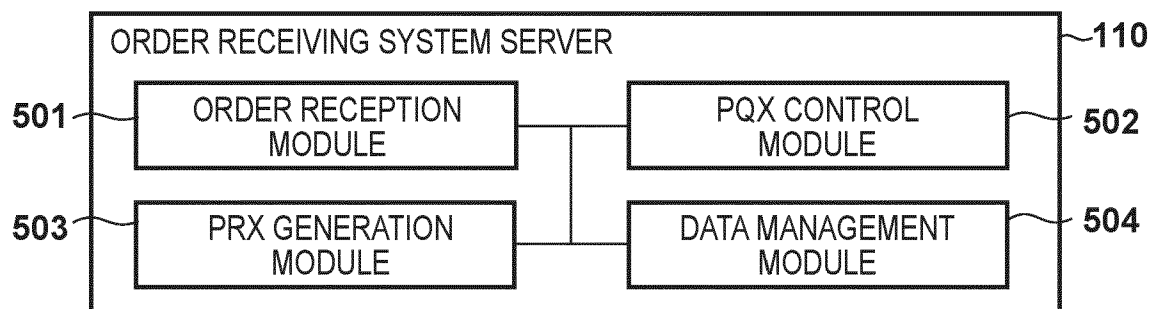 ORDER RECEIVING SYSTEM SERVER
110
501
ORDER RECEPTION
MODULE
PQX CONTROL
MODULE
502
503
PRX GENERATION
MODULE
DATA MANAGEMENT
MODULE
504